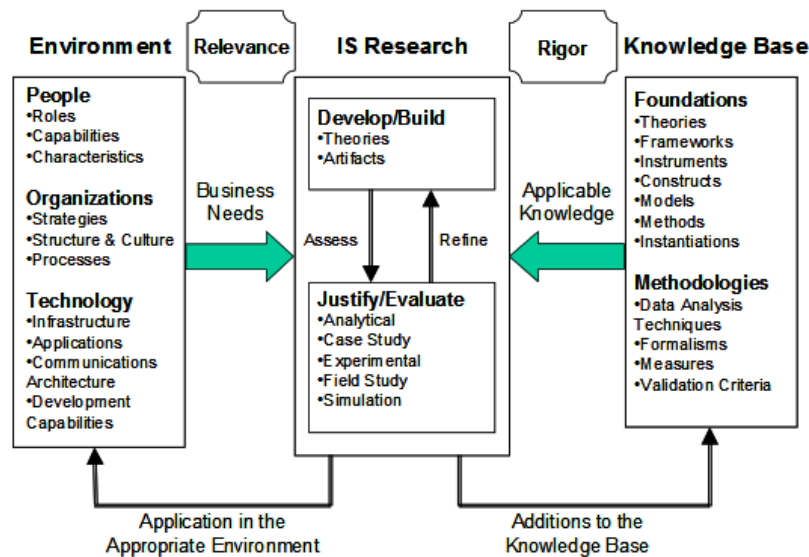 Environment
Relevance
IS Research
Rigor
Knowledge Base
People
•Roles
•Capabilities
•Characteristics
Organizations
•Strategies
•Structure & Culture
•Processes
Technology
•Infrastructure
•Applications
•Communications
Architecture
•Development
Capabilities
Business
Needs
Develop/Build
•Theories
•Artifacts
Assess
Refine
Justify/Evaluate
•Analytical
•Case Study
•Experimental
•Field Study
•Simulation
Applicable
Knowledge
Foundations
•Theories
•Frameworks
•Instruments
•Constructs
•Models
•Methods
•Instantiations
Methodologies
•Data Analysis
Techniques
•Formalisms
•Measures
•Validation Criteria
Application in the
Appropriate Environment
Additions to the
Knowledge Base